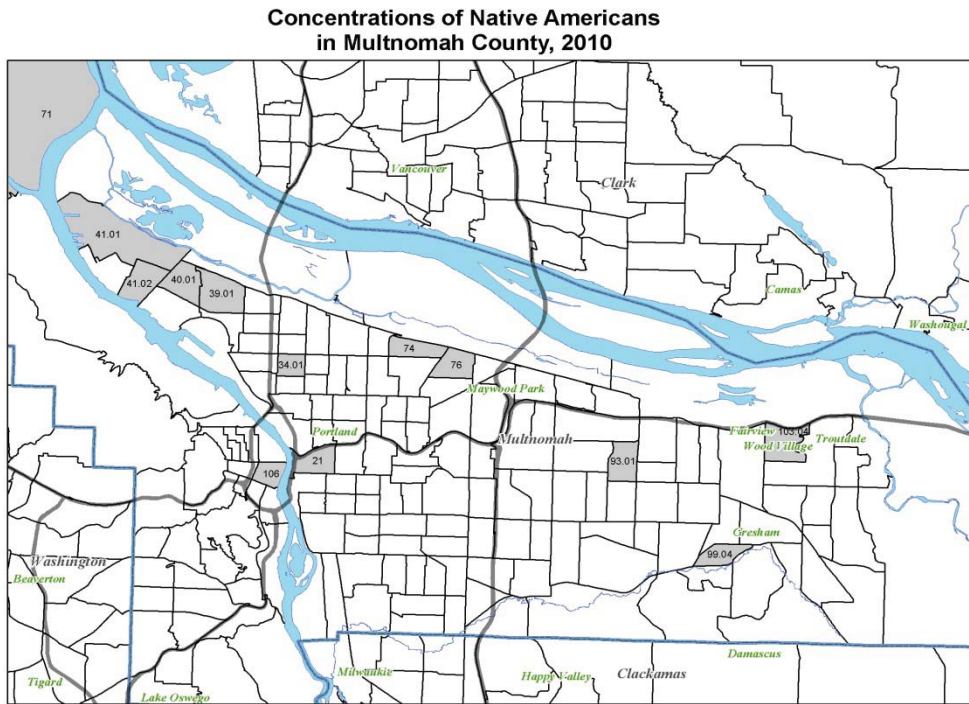 Concentrations of Native Americans
in Multnomah County, 2010
71
Vancouver
Clark
41.01
41.02
40.01
39.01
Camas
Washougal
34.01
74
76
Maywood Park
Portland
Multnomah
Fairview
103.04
Wood Village
Troutdale
106
21
93.01
Gresham
99.04
Washington
Beaverton
Tigard
Lake Oswego
Milwaukie
Happy Valley
Clackamas
Damascus